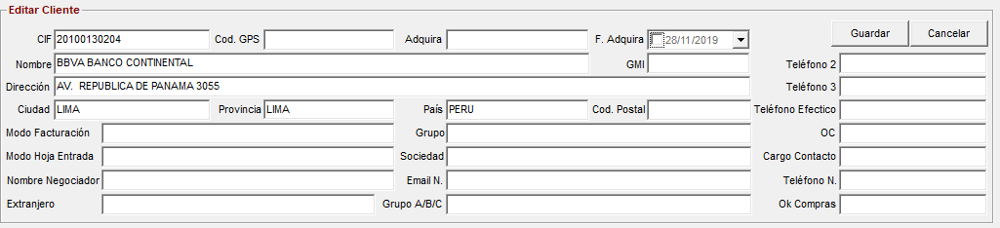 Editar Cliente
CIF 20100130204 Cod. GPS Adquira F. Adquira 28/11/2019 Guardar Cancelar
Nombre BBVA BANCO CONTINENTAL GMI Teléfono 2
Dirección AV. REPUBLICA DE PANAMA 3055 Teléfono 3
Ciudad LIMA Provincia LIMA País PERU Cod. Postal Teléfono Efectico
Modo Facturación Grupo OC
Modo Hoja Entrada Sociedad Cargo Contacto
Nombre Negociador Email N. Teléfono N.
Extranjero Grupo A/B/C Ok Compras